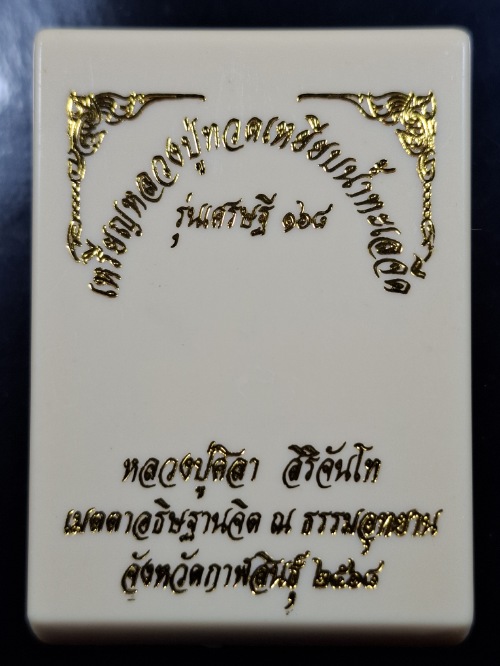 เหรียญหลวงปู่ทวดเหยียบน้ำทะเลจืด
รุ่นเศรษฐี ๑๖๘
หลวงปู่ศิลา สิริจันโท
เมตตาอธิษฐานจิต ณ ธรรมอุทยาน
จังหวัดกาฬสินธุ์ ๒๕๖๘